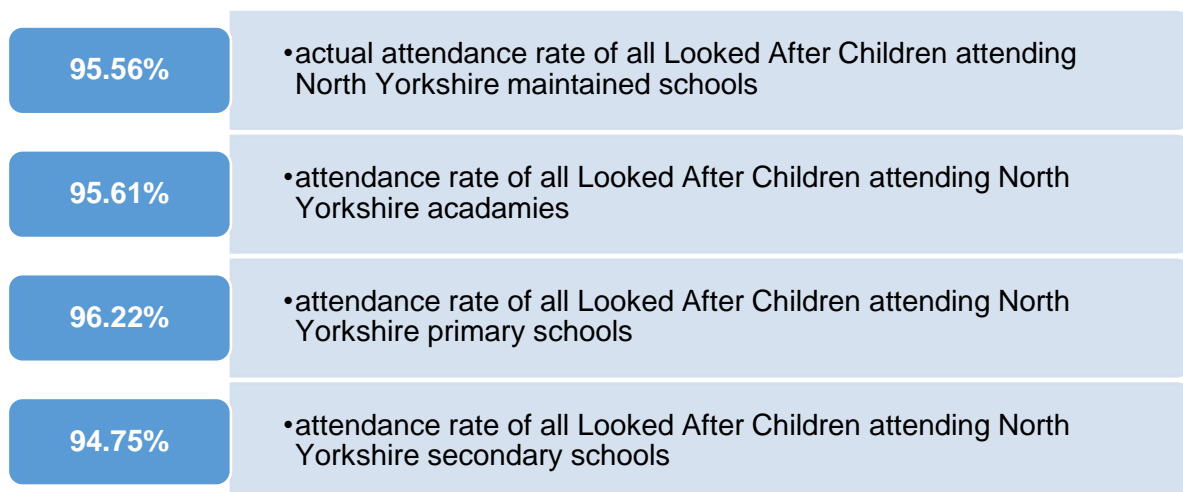 95.56%
•actual attendance rate of all Looked After Children attending
North Yorkshire maintained schools
95.61%
•attendance rate of all Looked After Children attending North
Yorkshire acadamies
96.22%
•attendance rate of all Looked After Children attending North
Yorkshire primary schools
94.75%
•attendance rate of all Looked After Children attending North
Yorkshire secondary schools